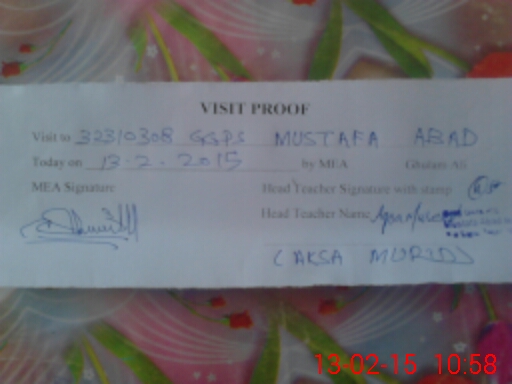 VISIT PROOF
Visit to 32310308 GGPS MUSTAFA ABAD
Today on 13-2-2015 by MEA Ghulam Ali
MEA Signature Head Teacher Signature with stamp
Head Teacher Name
(AKSA MURID)
13-02-15 10:58